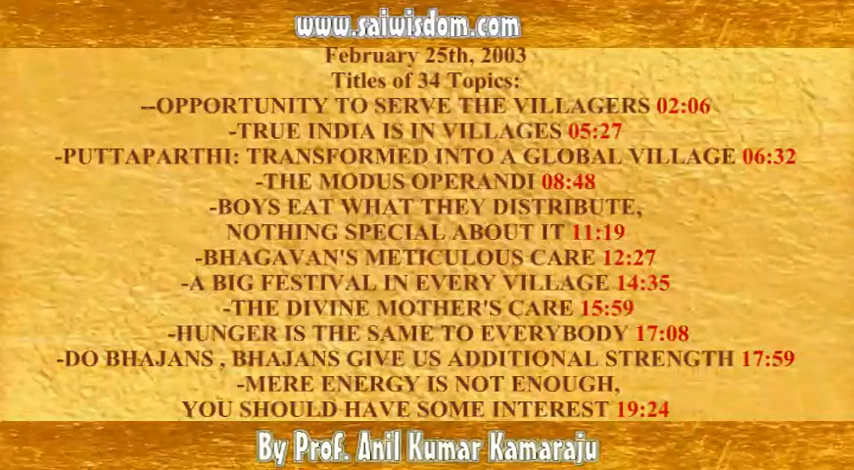 www.saiwisdom.com
February 25th, 2003
Titles of 34 Topics:
--OPPORTUNITY TO SERVE THE VILLAGERS 02:06
-TRUE INDIA IS IN VILLAGES 05:27
-PUTTAPARTHI: TRANSFORMED INTO A GLOBAL VILLAGE 06:32
-THE MODUS OPERANDI 08:48
-BOYS EAT WHAT THEY DISTRIBUTE,
NOTHING SPECIAL ABOUT IT 11:19
-BHAGAVAN'S METICULOUS CARE 12:27
-A BIG FESTIVAL IN EVERY VILLAGE 14:35
-THE DIVINE MOTHER'S CARE 15:59
-HUNGER IS THE SAME TO EVERYBODY 17:08
-DO BHAJANS , BHAJANS GIVE US ADDITIONAL STRENGTH 17:59
-MERE ENERGY IS NOT ENOUGH,
YOU SHOULD HAVE SOME INTEREST 19:24
By Prof. Anil Kumar Kamaraju